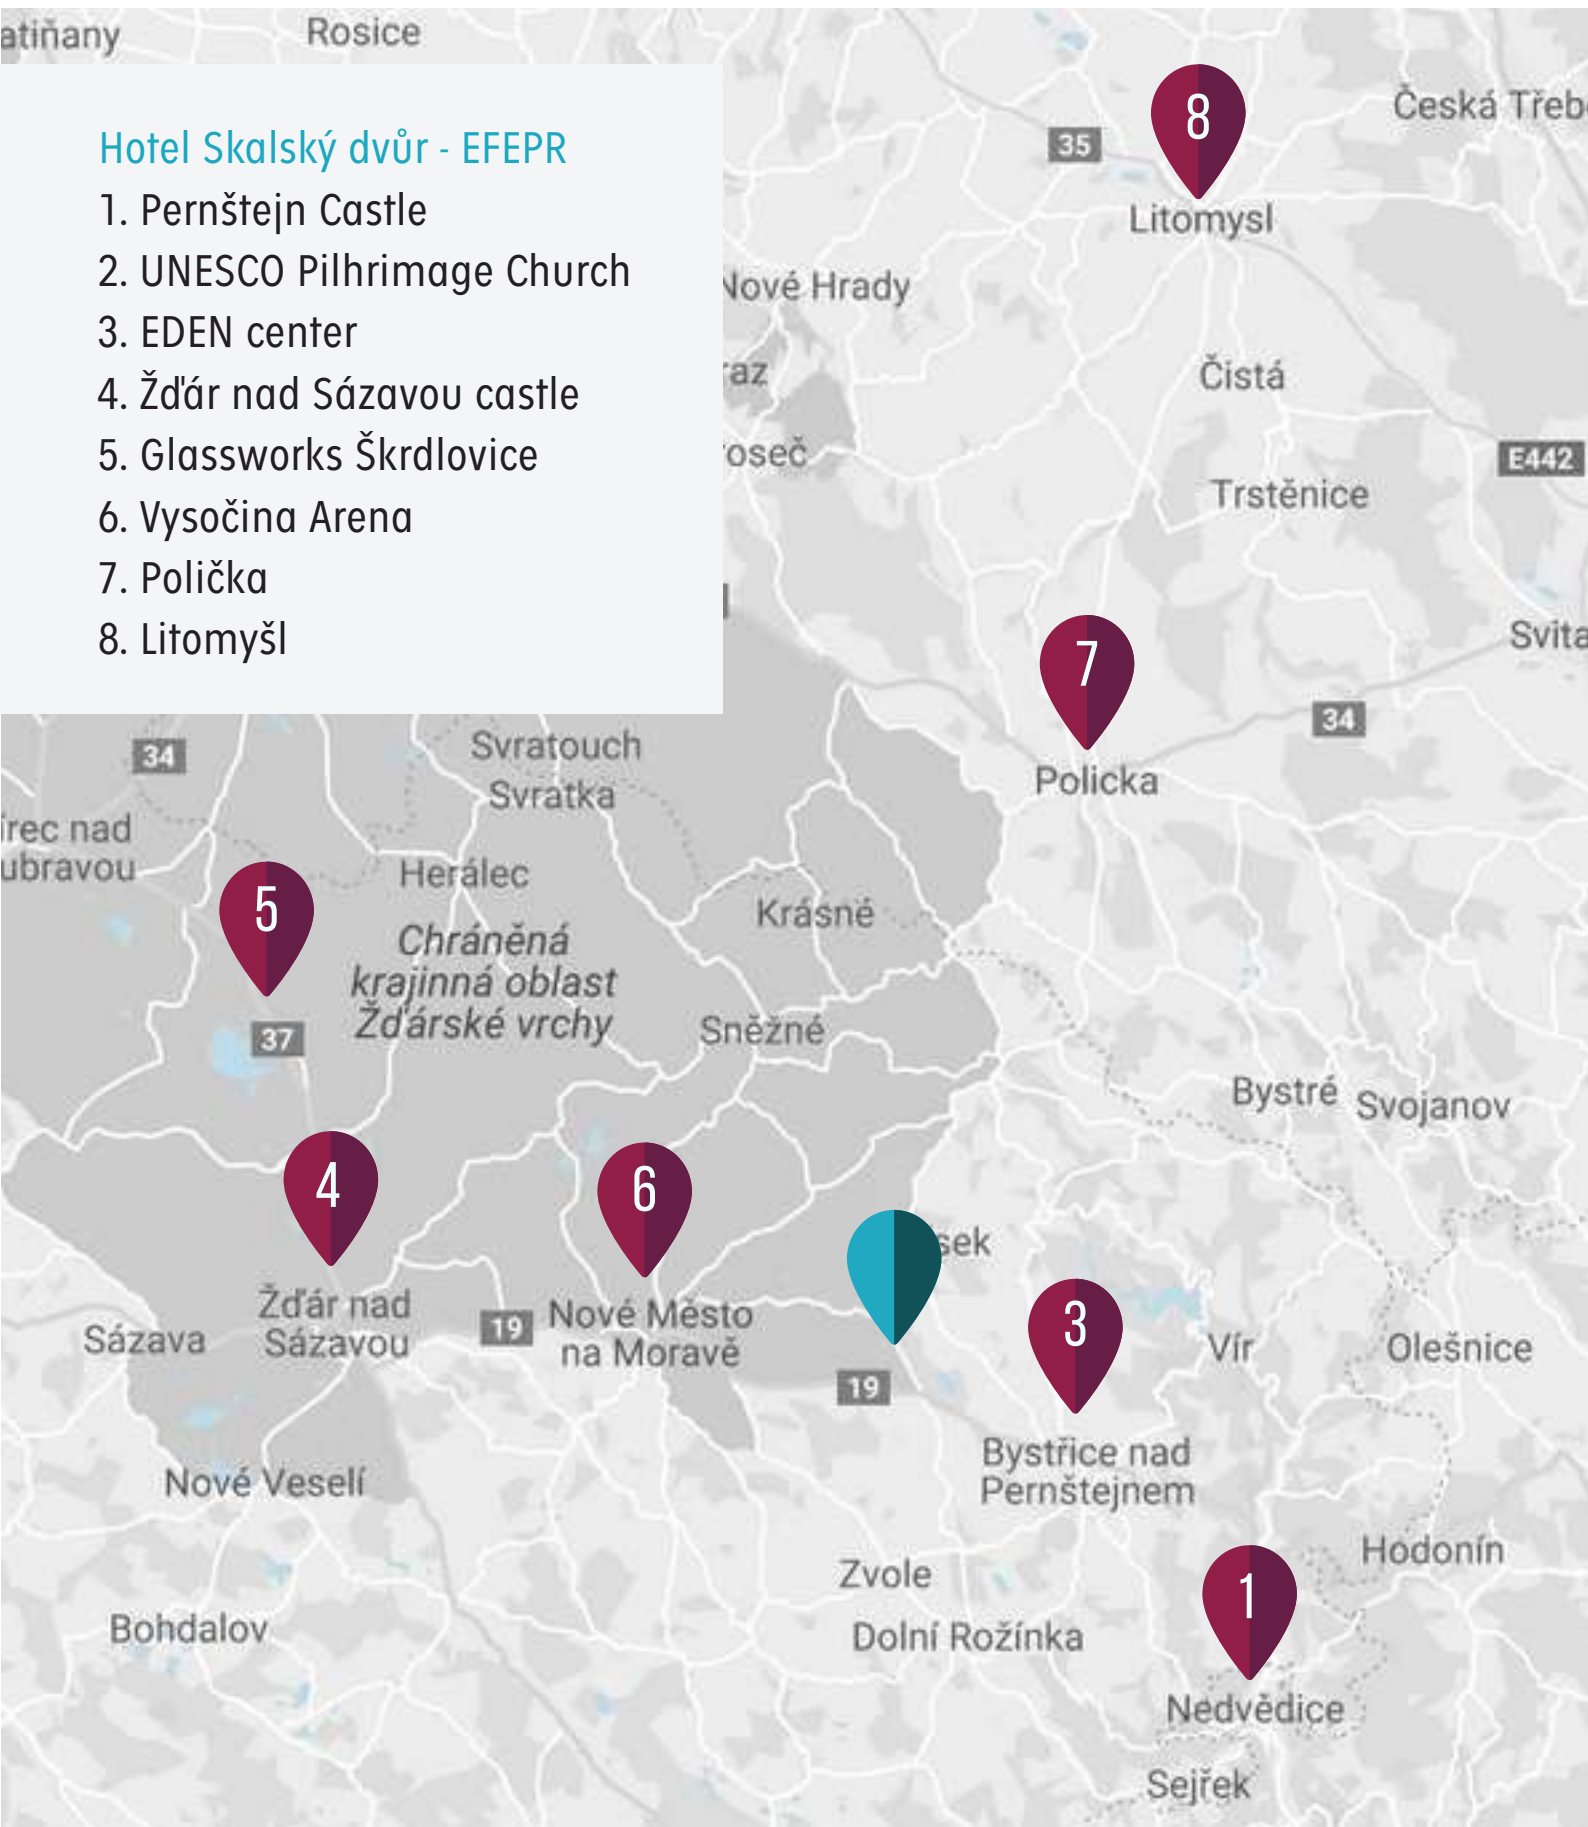 atiňany
Rosice
Hotel Skalský dvůr - EFEPR
1. Pernštejn Castle
2. UNESCO Pilhrimage Church
3. EDEN center
4. Žďár nad Sázavou castle
5. Glassworks Škrdlovice
6. Vysočina Arena
7. Polička
8. Litomyšl
8
Česká Třeb
35
Litomysl
Nové Hrady
raz
Čistá
oseč
E442
Trstěnice
Svita
7
34
Policka
34
Svratouch
Svratka
írec nad
ubravou
Herálec
5
Krásné
Chráněná
krajinná oblast
Žďárské vrchy
37
Sněžné
Bystré
Svojanov
4
6
sek
3
Žďár nad
Sázavou
19
Nové Město
na Moravě
Sázava
Vír
Olešnice
19
Bystřice nad
Pernštejnem
Nové Veselí
Hodonín
Zvole
1
Bohdalov
Dolní Rožínka
Nedvědice
Sejřek